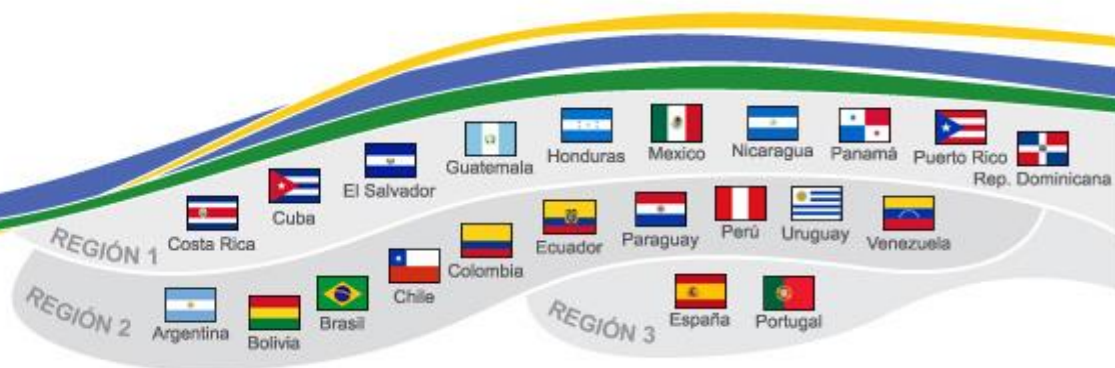 REGIÓN 1
Costa Rica
Cuba
El Salvador
Guatemala
Honduras
Mexico
Nicaragua
Panamá
Puerto Rico
Rep. Dominicana
REGIÓN 2
Argentina
Bolivia
Brasil
Chile
Colombia
Ecuador
Paraguay
Perú
Uruguay
Venezuela
REGIÓN 3
España
Portugal